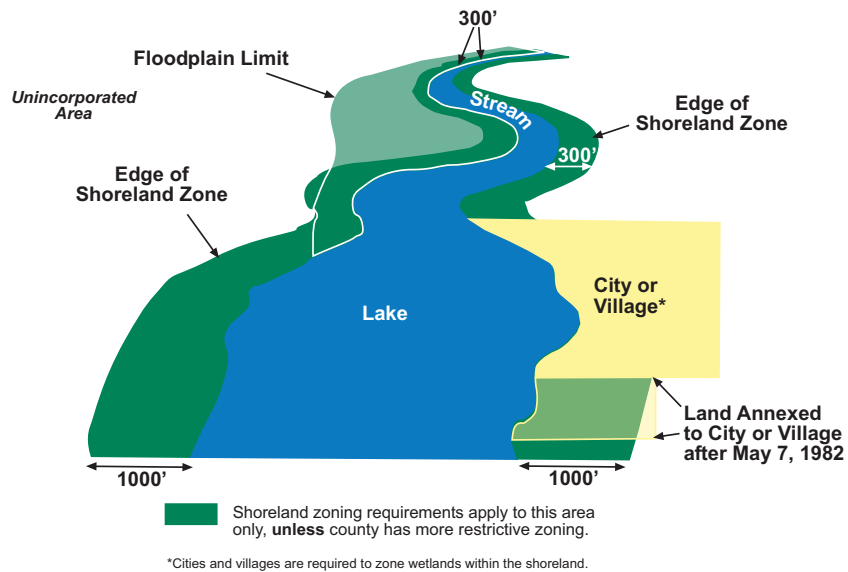 300’
Floodplain Limit
Unincorporated
Area
Stream
Edge of
Shoreland Zone
300’
Edge of
Shoreland Zone
City or
Village*
Lake
Land Annexed
to City or Village
after May 7, 1982
1000’
1000’
Shoreland zoning requirements apply to this area
only, unless county has more restrictive zoning.
*Cities and villages are required to zone wetlands within the shoreland.